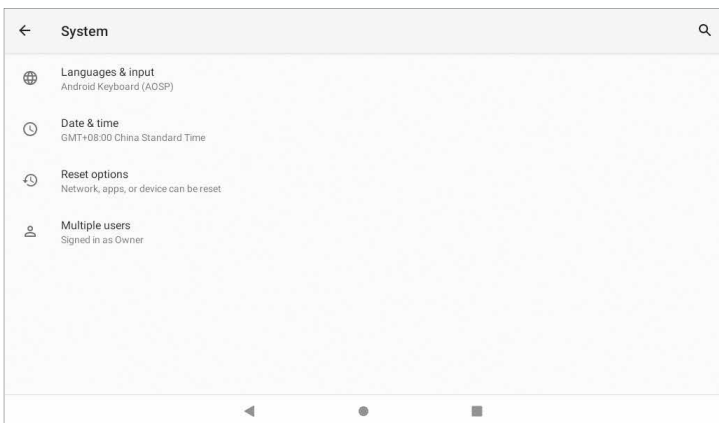 System
Languages & input
Android Keyboard (AOSP)
Date & time
GMT+08:00 China Standard Time
Reset options
Network, apps, or device can be reset
Multiple users
Signed in as Owner